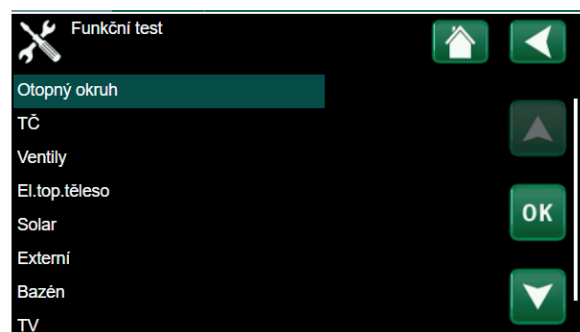 Funkční test
Otopný okruh
TČ
Ventily
El.top.těleso
Solar
OK
Externí
Bazén
TV